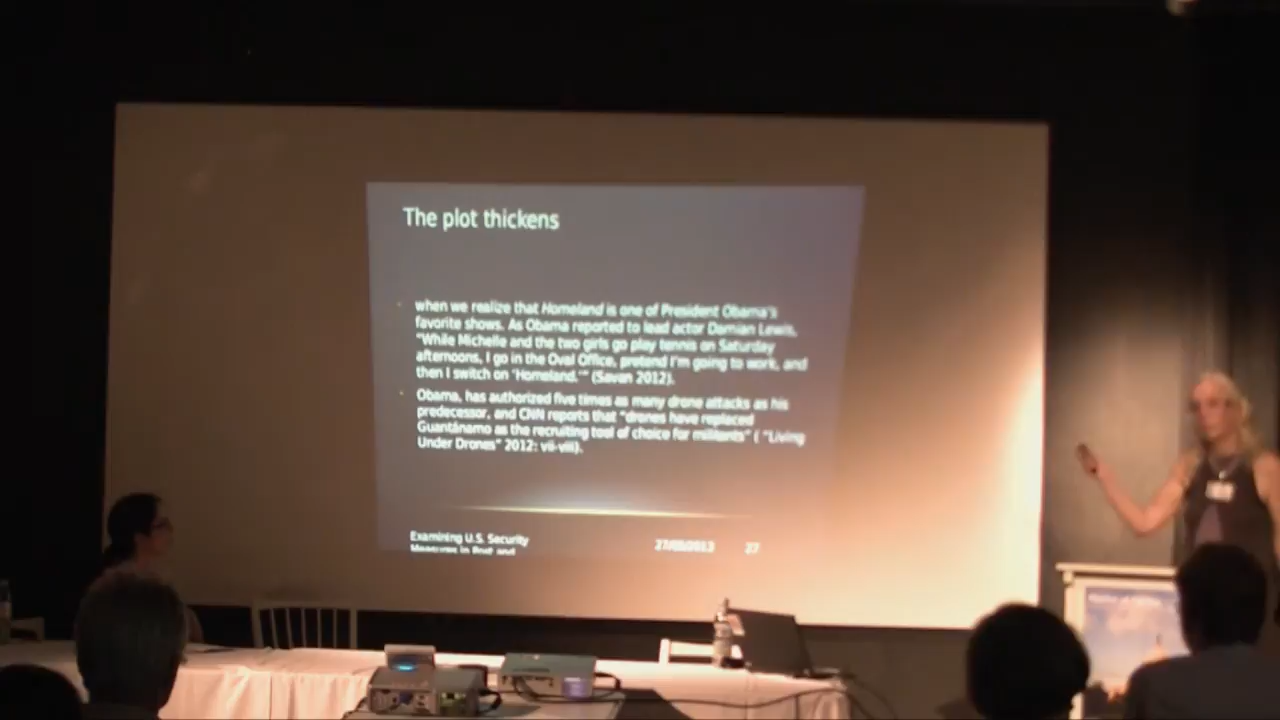 The plot thickens
when we realize that Homeland is one of President Obama's
favorite shows. As Obama reported to lead actor Damian Lewis,
"While Michelle and the two girls go play tennis on Saturday
afternoons, I go in the Oval Office, pretend I'm going to work, and
then I switch on 'Homeland.'" (Savan 2012).
Obama, has authorized five times as many drone attacks as his
predecessor, and CNN reports that "drones have replaced
Guantánamo as the recruiting tool of choice for militants" ( "Living
Under Drones" 2012: vii-viii).
Examining U.S. Security
Measures in Post and
27